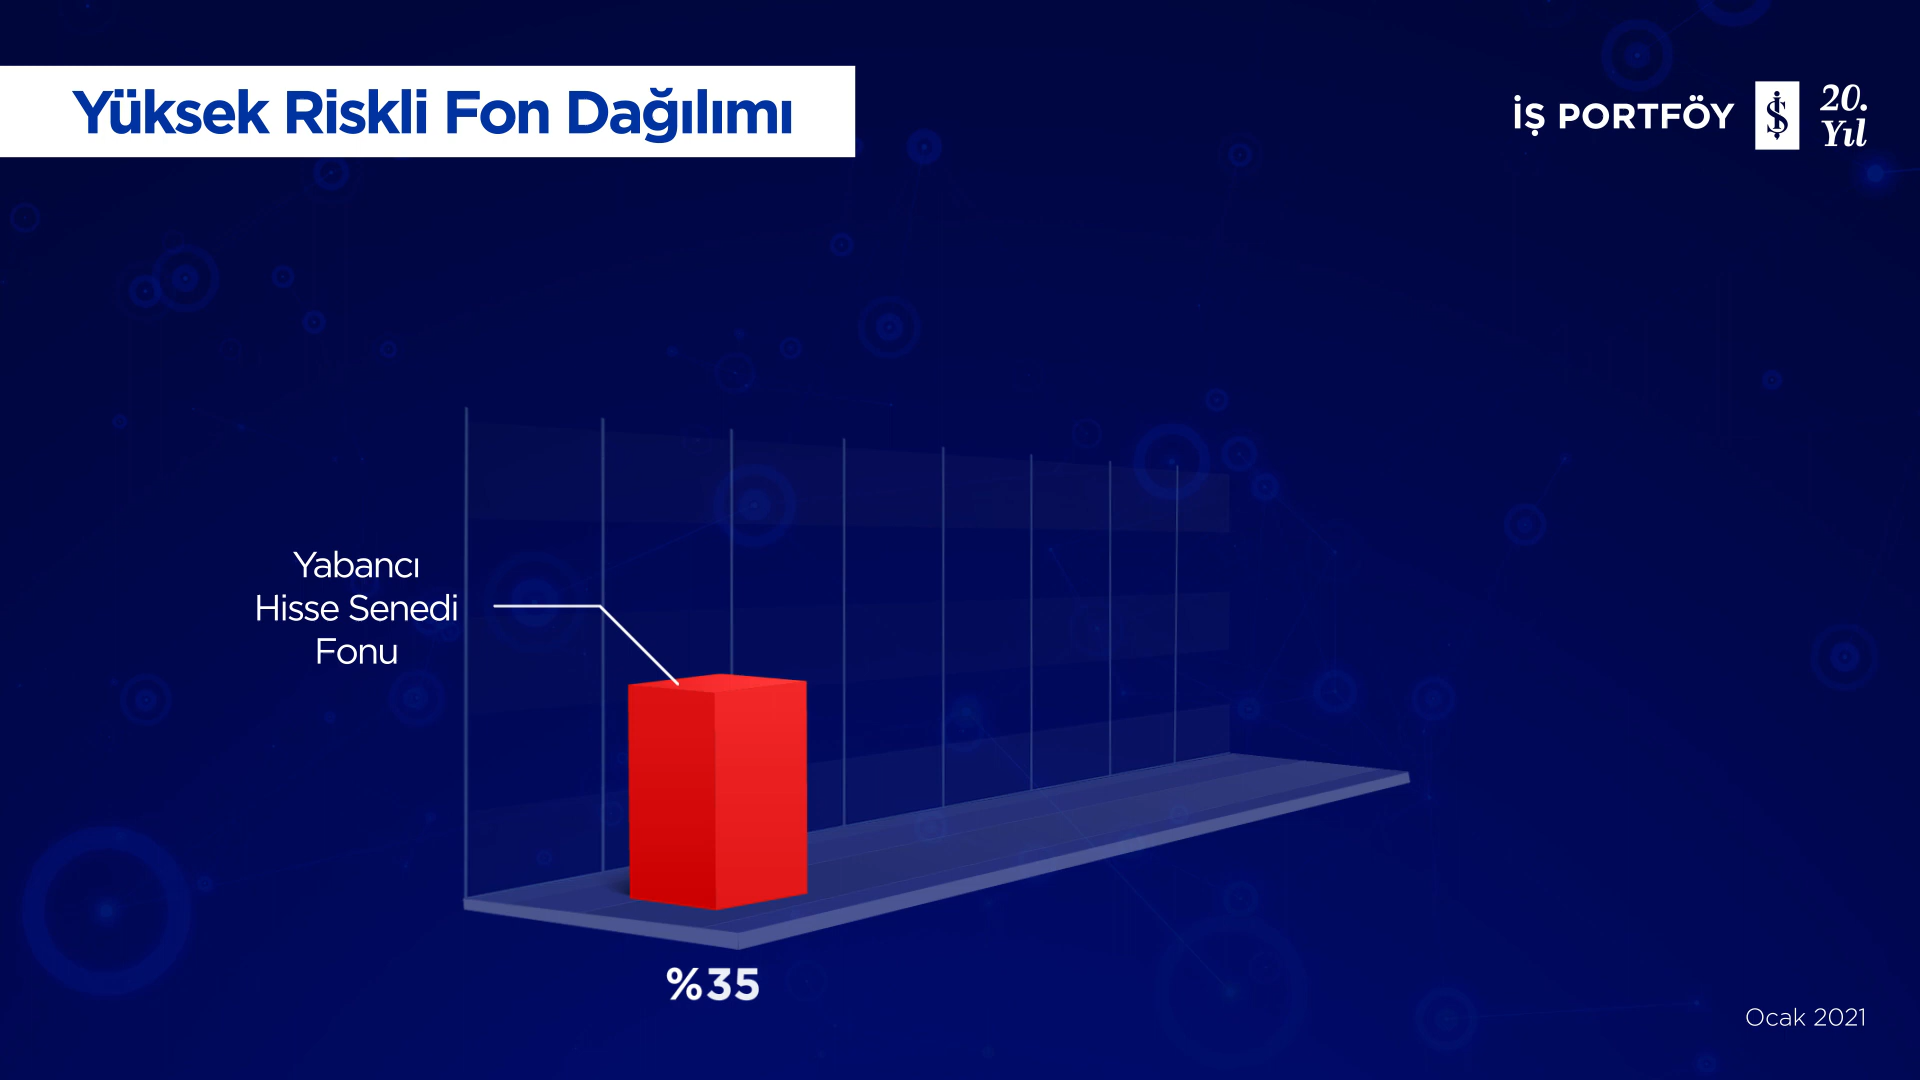 Yüksek Riskli Fon Dağılımı
İŞ PORTFÖY
20.
Yıl
Yabancı
Hisse Senedi
Fonu
%35
Ocak 2021